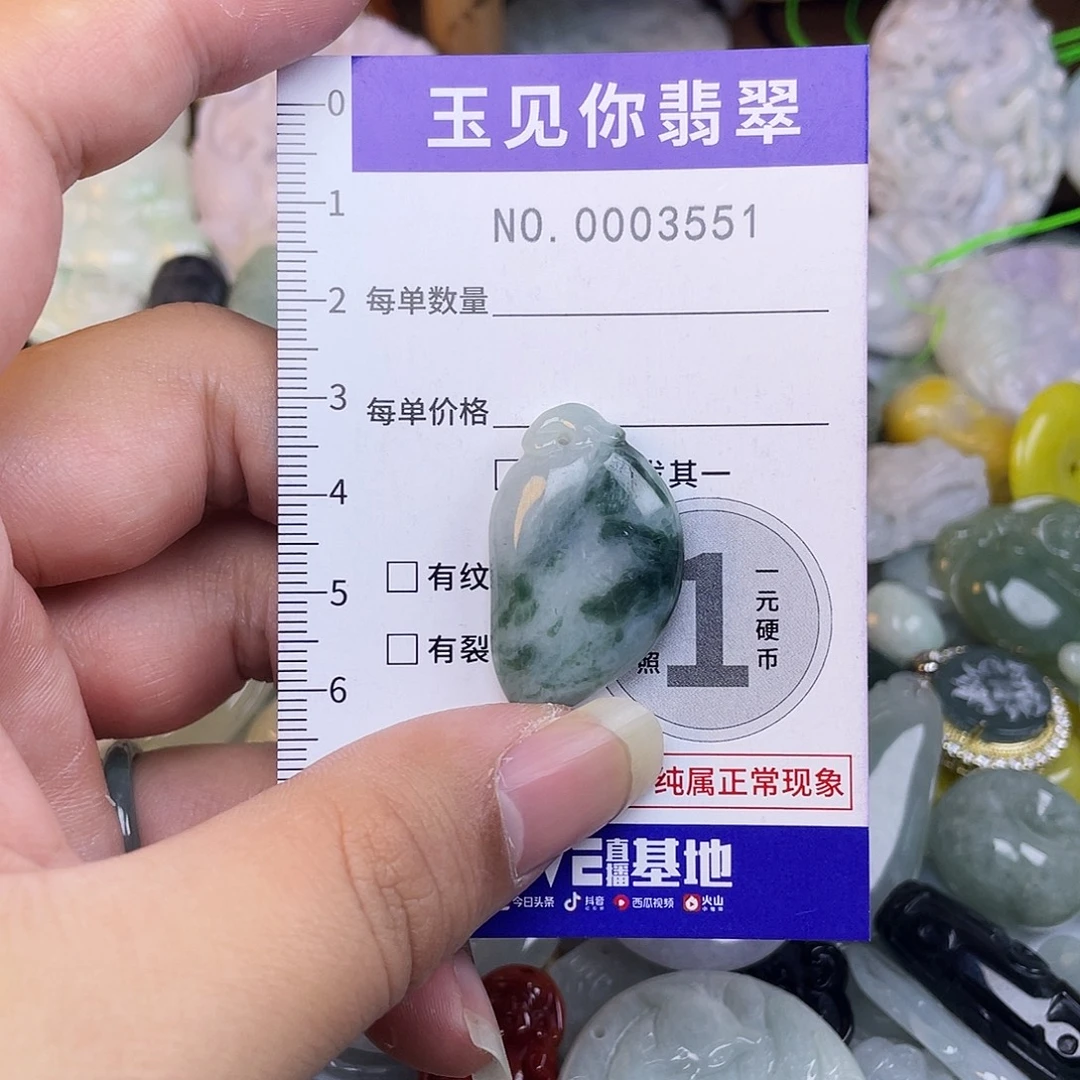 玉见你翡翠
0
NO. 0003551
1
2 每单数量
3 每单价格
其一
4
1 一元硬币
5 有纹
照
有裂
6
纯属正常现象
直播基地
今日头条 抖音 西瓜视频 火山